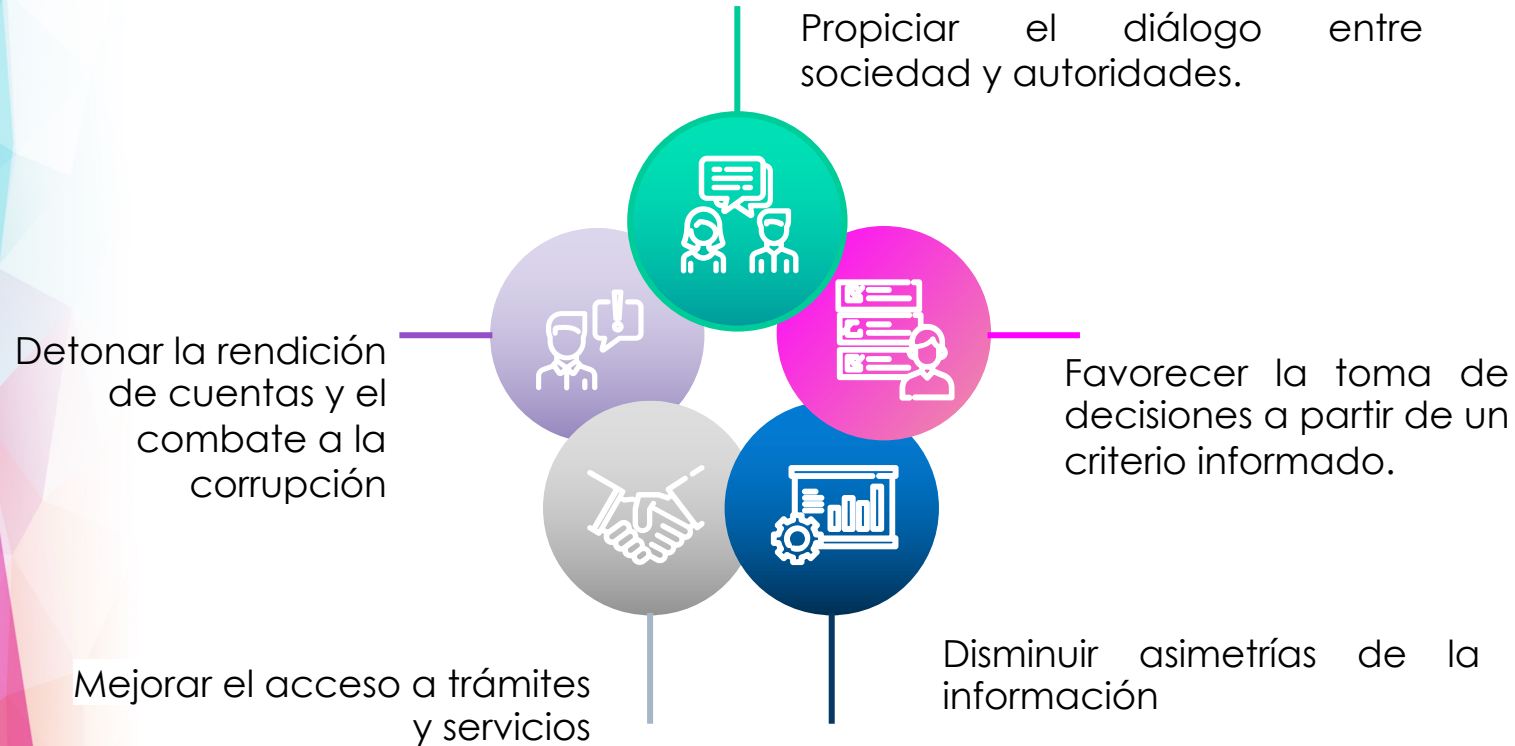 Propiciar el diálogo entre
sociedad y autoridades.
Detonar la rendición
de cuentas y el
combate a la
corrupción
Favorecer la toma de
decisiones a partir de un
criterio informado.
Mejorar el acceso a trámites
y servicios
Disminuir asimetrías de la
información